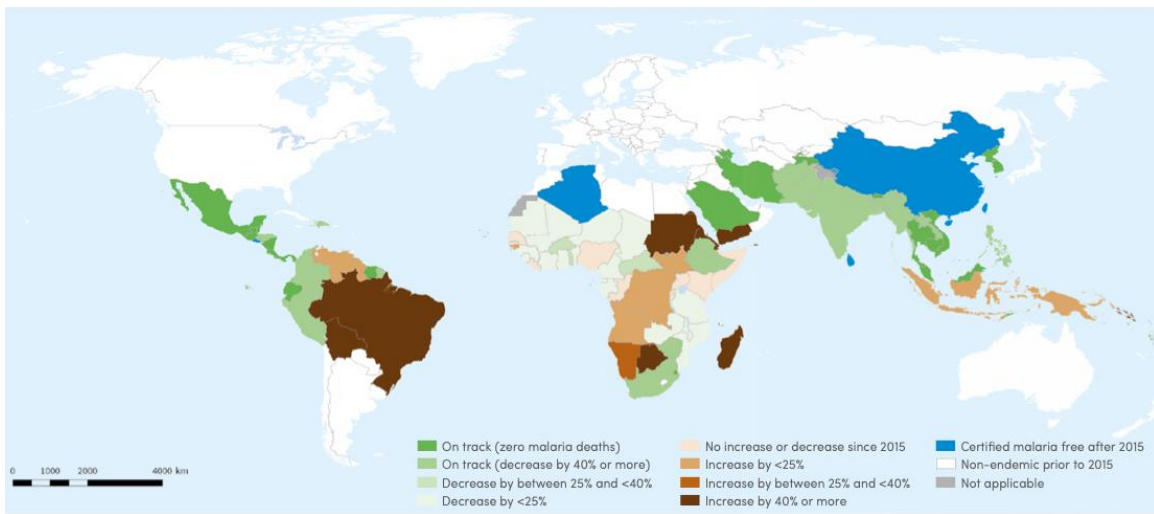 On track (zero malaria deaths)
On track (decrease by 40% or more)
Decrease by between 25% and <40%
Decrease by <25%
No increase or decrease since 2015
Increase by <25%
Increase by between 25% and <40%
Increase by 40% or more
Certified malaria free after 2015
Non-endemic prior to 2015
Not applicable
0 1000 2000 4000 km